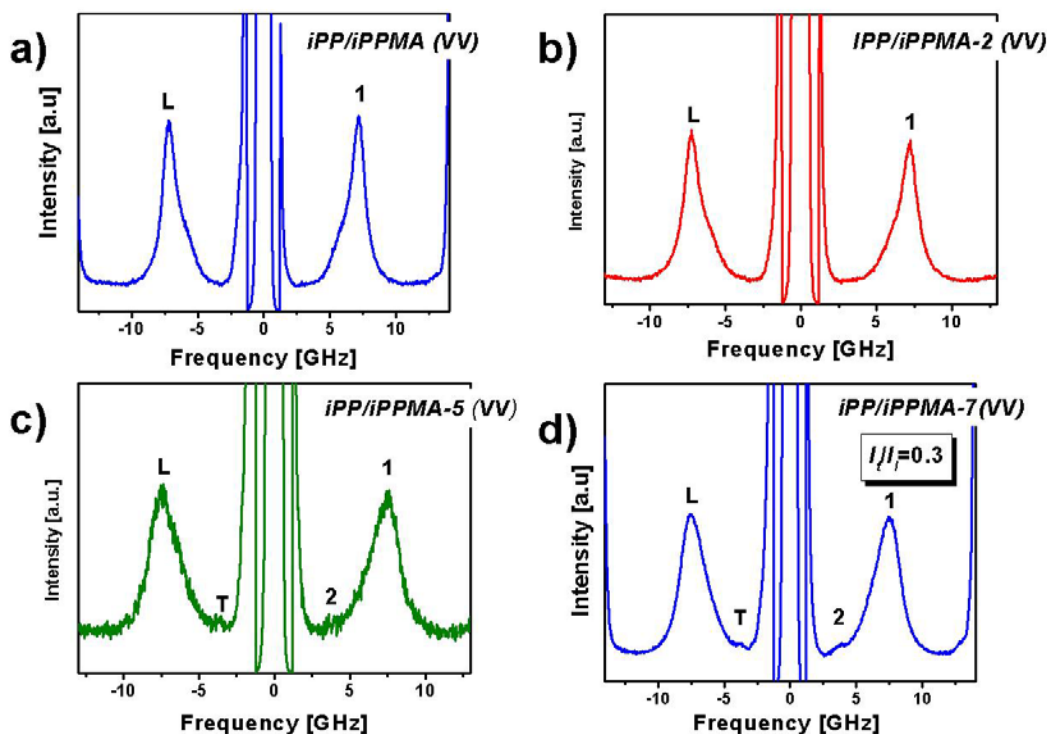 a)
iPP/iPPMA (VV)
L
1
Intensity [a.u]
-10 -5 0 5 10
Frequency [GHz]
b)
IPP/iPPMA-2 (VV)
L
1
Intensity [a.u.]
-10 -5 0 5 10
Frequency [GHz]
c)
iPP/iPPMA-5 (VV)
L
1
T
2
Intensity [a.u.]
-10 -5 0 5 10
Frequency [GHz]
d)
iPP/iPPMA-7 (VV)
It/Il=0.3
L
1
T
2
Intensity [a.u]
-10 -5 0 5 10
Frequency [GHz]